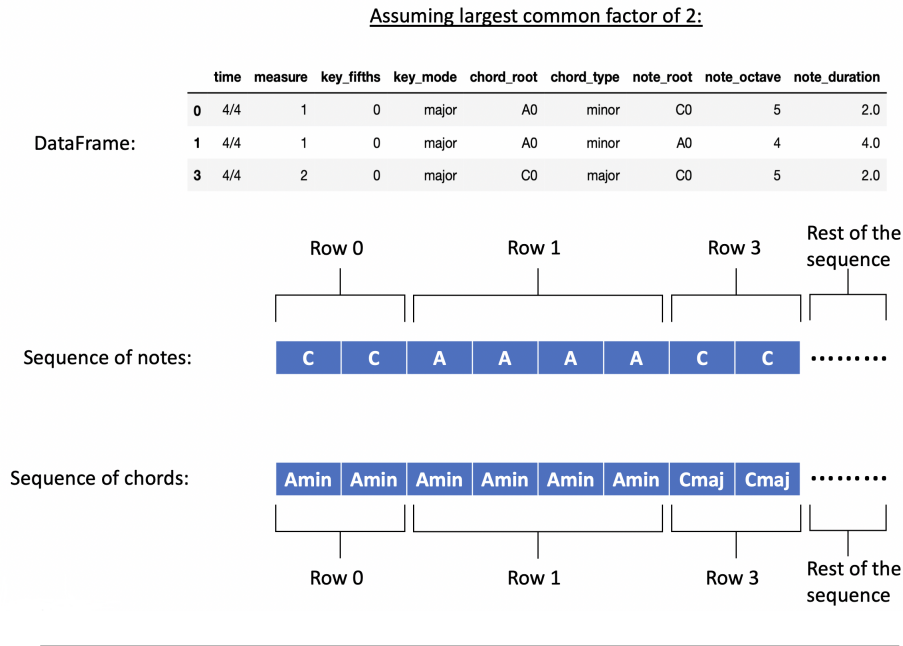 Assuming largest common factor of 2:
time measure key_fifths key_mode chord_root chord_type note_root note_octave note_duration
0 4/4 1 0 major A0 minor C0 5 2.0
DataFrame:
1 4/4 1 0 major A0 minor A0 4 4.0
3 4/4 2 0 major C0 major C0 5 2.0
Row 0 Row 1 Row 3 Rest of the
sequence
Sequence of notes: C C A A A A C C .........
Sequence of chords: Amin Amin Amin Amin Amin Amin Cmaj Cmaj .........
Row 0 Row 1 Row 3 Rest of the
sequence